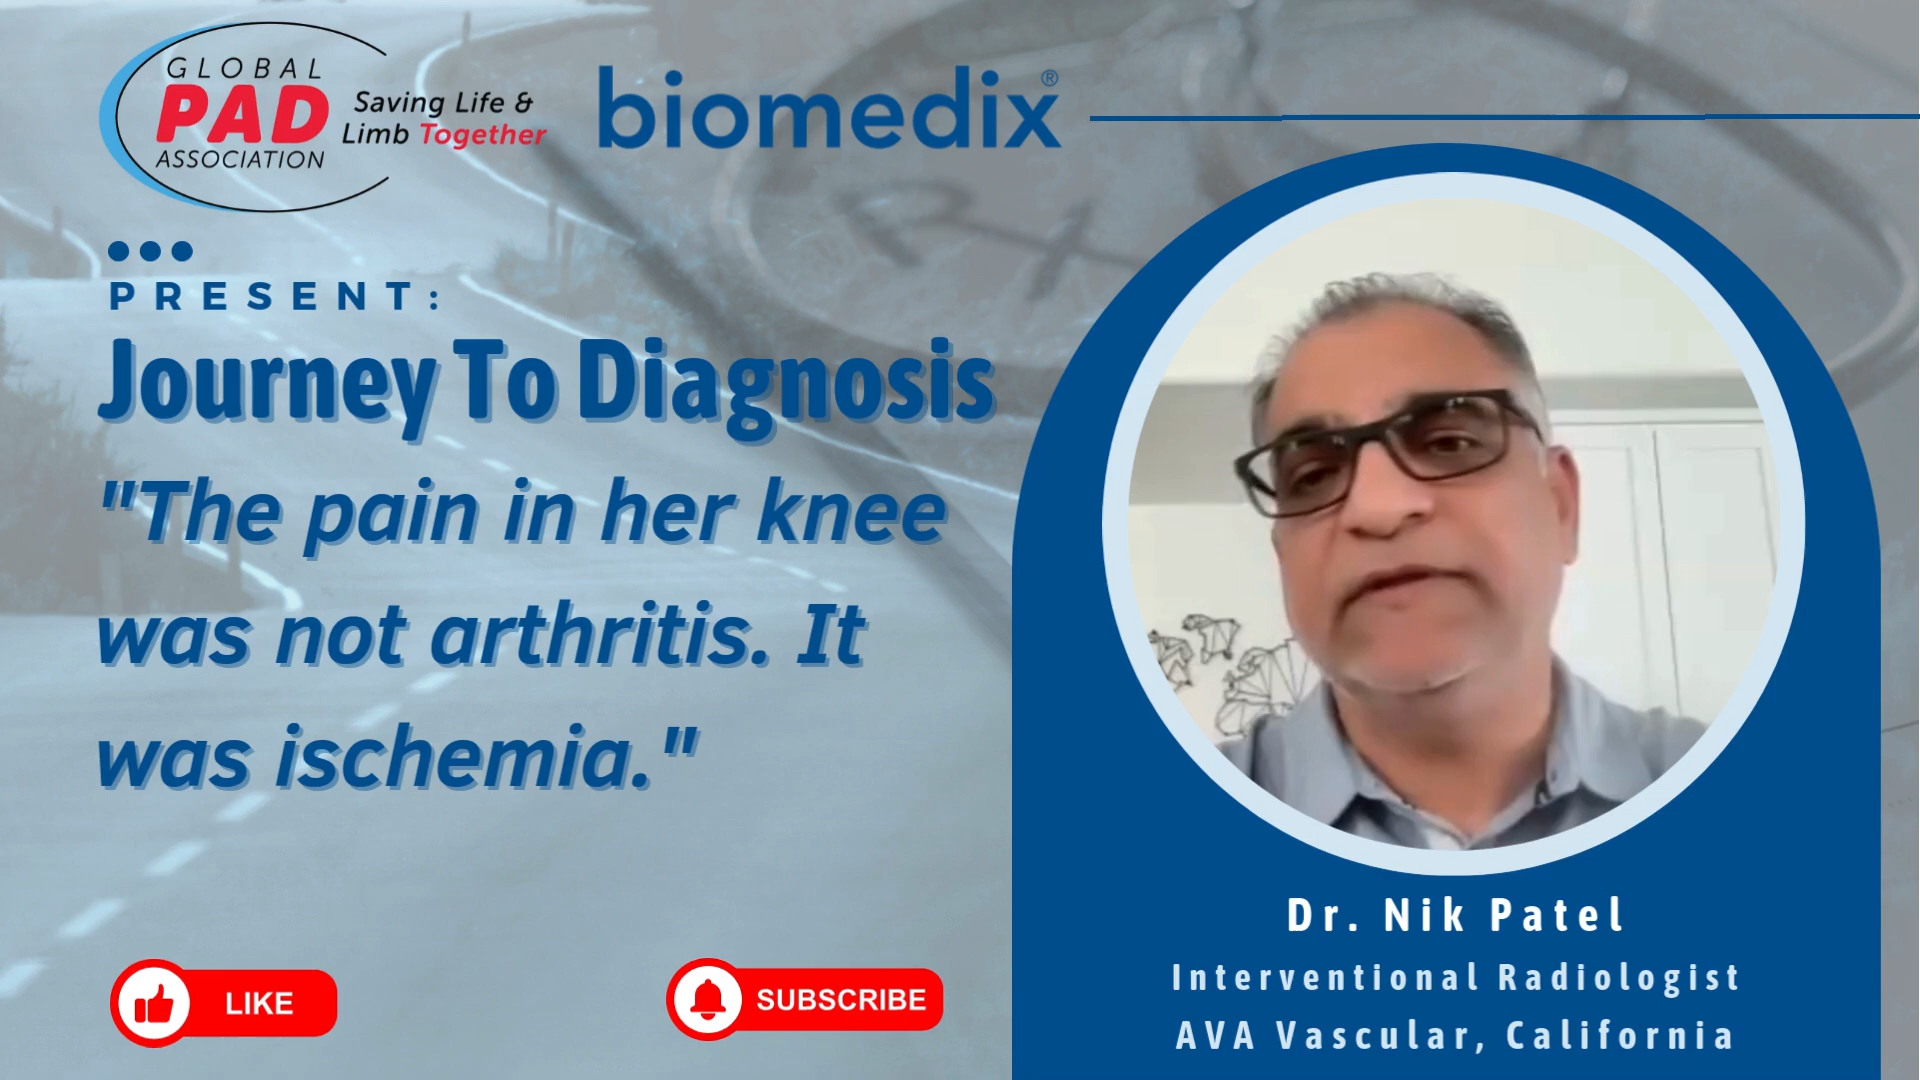 GLOBAL
PAD
ASSOCIATION
Saving Life &
Limb Together
biomedix®
PRESENT:
Journey To Diagnosis
"The pain in her knee
was not arthritis. It
was ischemia."
LIKE
SUBSCRIBE
Dr. Nik Patel
Interventional Radiologist
AVA Vascular, California